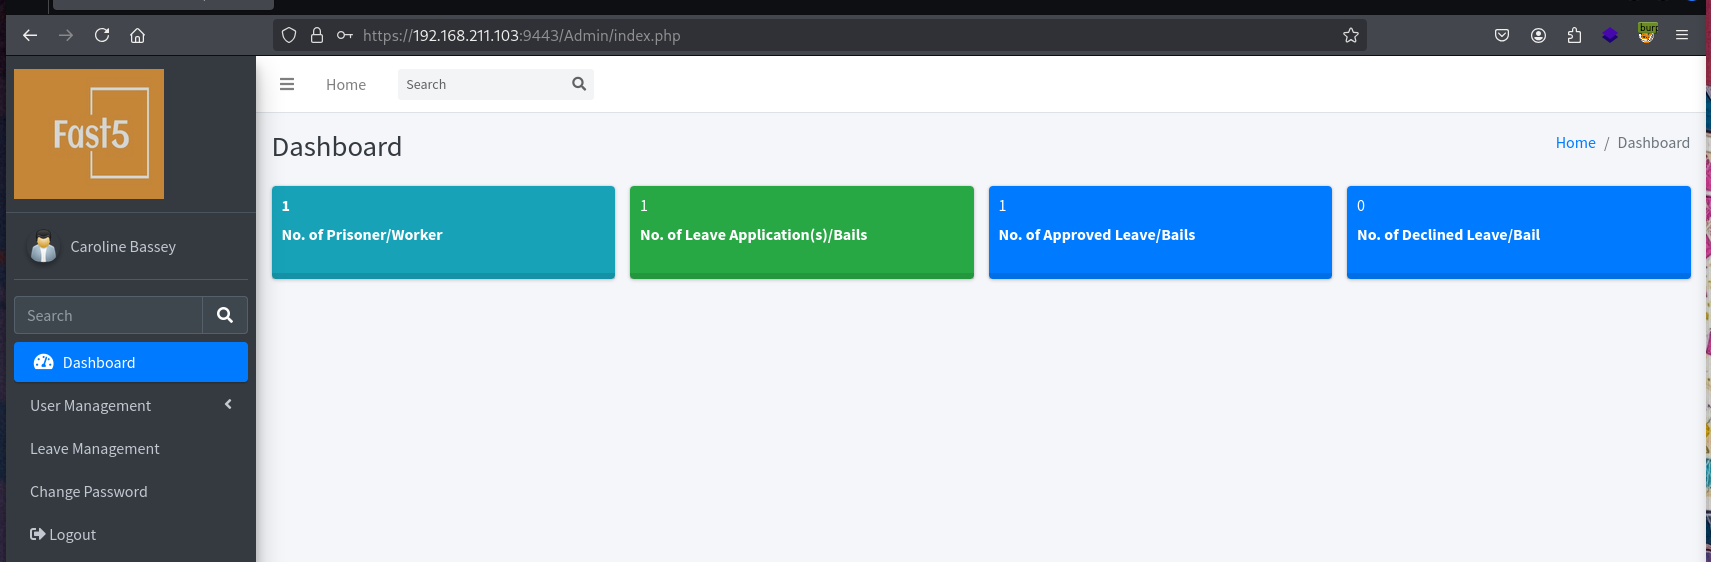 https://192.168.211.103:9443/Admin/index.php
Fast5
Caroline Bassey
Search
Dashboard
User Management
Leave Management
Change Password
Logout
Home
Search
Dashboard
Home / Dashboard
1
No. of Prisoner/Worker
1
No. of Leave Application(s)/Bails
1
No. of Approved Leave/Bails
0
No. of Declined Leave/Bail